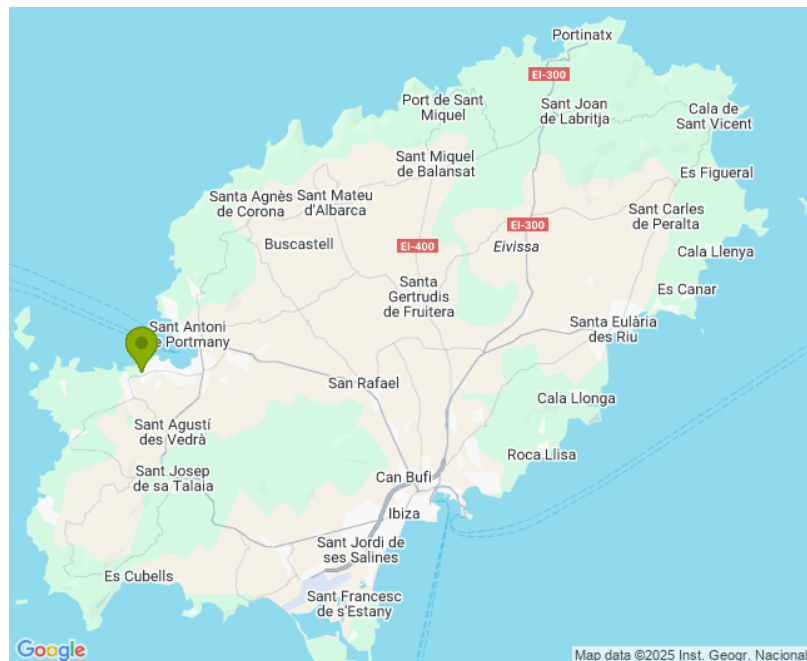 Portinatx
EI-300
Port de Sant
Miquel
Sant Joan
de Labritja
Cala de
Sant Vicent
Sant Miquel
de Balansat
Es Figueral
Santa Agnès
de Corona
Sant Mateu
d'Albarca
Sant Carles
de Peralta
EI-300
Buscastell
EI-400
Eivissa
Cala Llenya
Santa
Gertrudis
de Fruitera
Es Canar
Sant Antoni
de Portmany
Santa Eulària
des Riu
San Rafael
Cala Llonga
Sant Agustí
des Vedrà
Roca Llisa
Sant Josep
de sa Talaia
Can Bufi
Ibiza
Sant Jordi de
ses Salines
Es Cubells
Sant Francesc
de s'Estany
Google
Map data ©2025 Inst. Geogr. Nacional